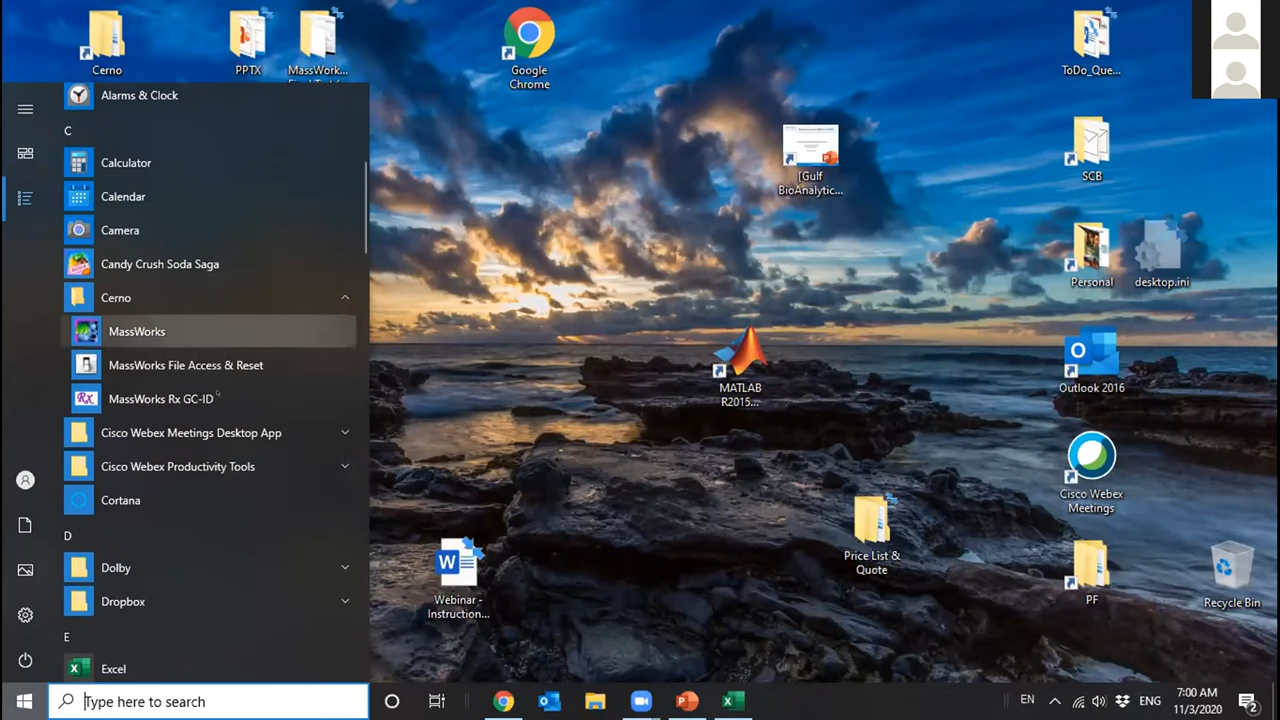 Cerno
PPTX
MassWork...
Google
Chrome
ToDo_Que...
[Gulf
BioAnalytic...
SCB
Personal
desktop.ini
MATLAB
R2015...
Outlook 2016
Cisco Webex
Meetings
Price List &
Quote
Webinar -
Instruction...
PF
Recycle Bin
Alarms & Clock
C
Calculator
Calendar
Camera
Candy Crush Soda Saga
Cerno
MassWorks
MassWorks File Access & Reset
MassWorks Rx GC-ID
Cisco Webex Meetings Desktop App
Cisco Webex Productivity Tools
Cortana
D
Dolby
Dropbox
E
Excel
Type here to search
EN
ENG
7:00 AM
11/3/2020
2